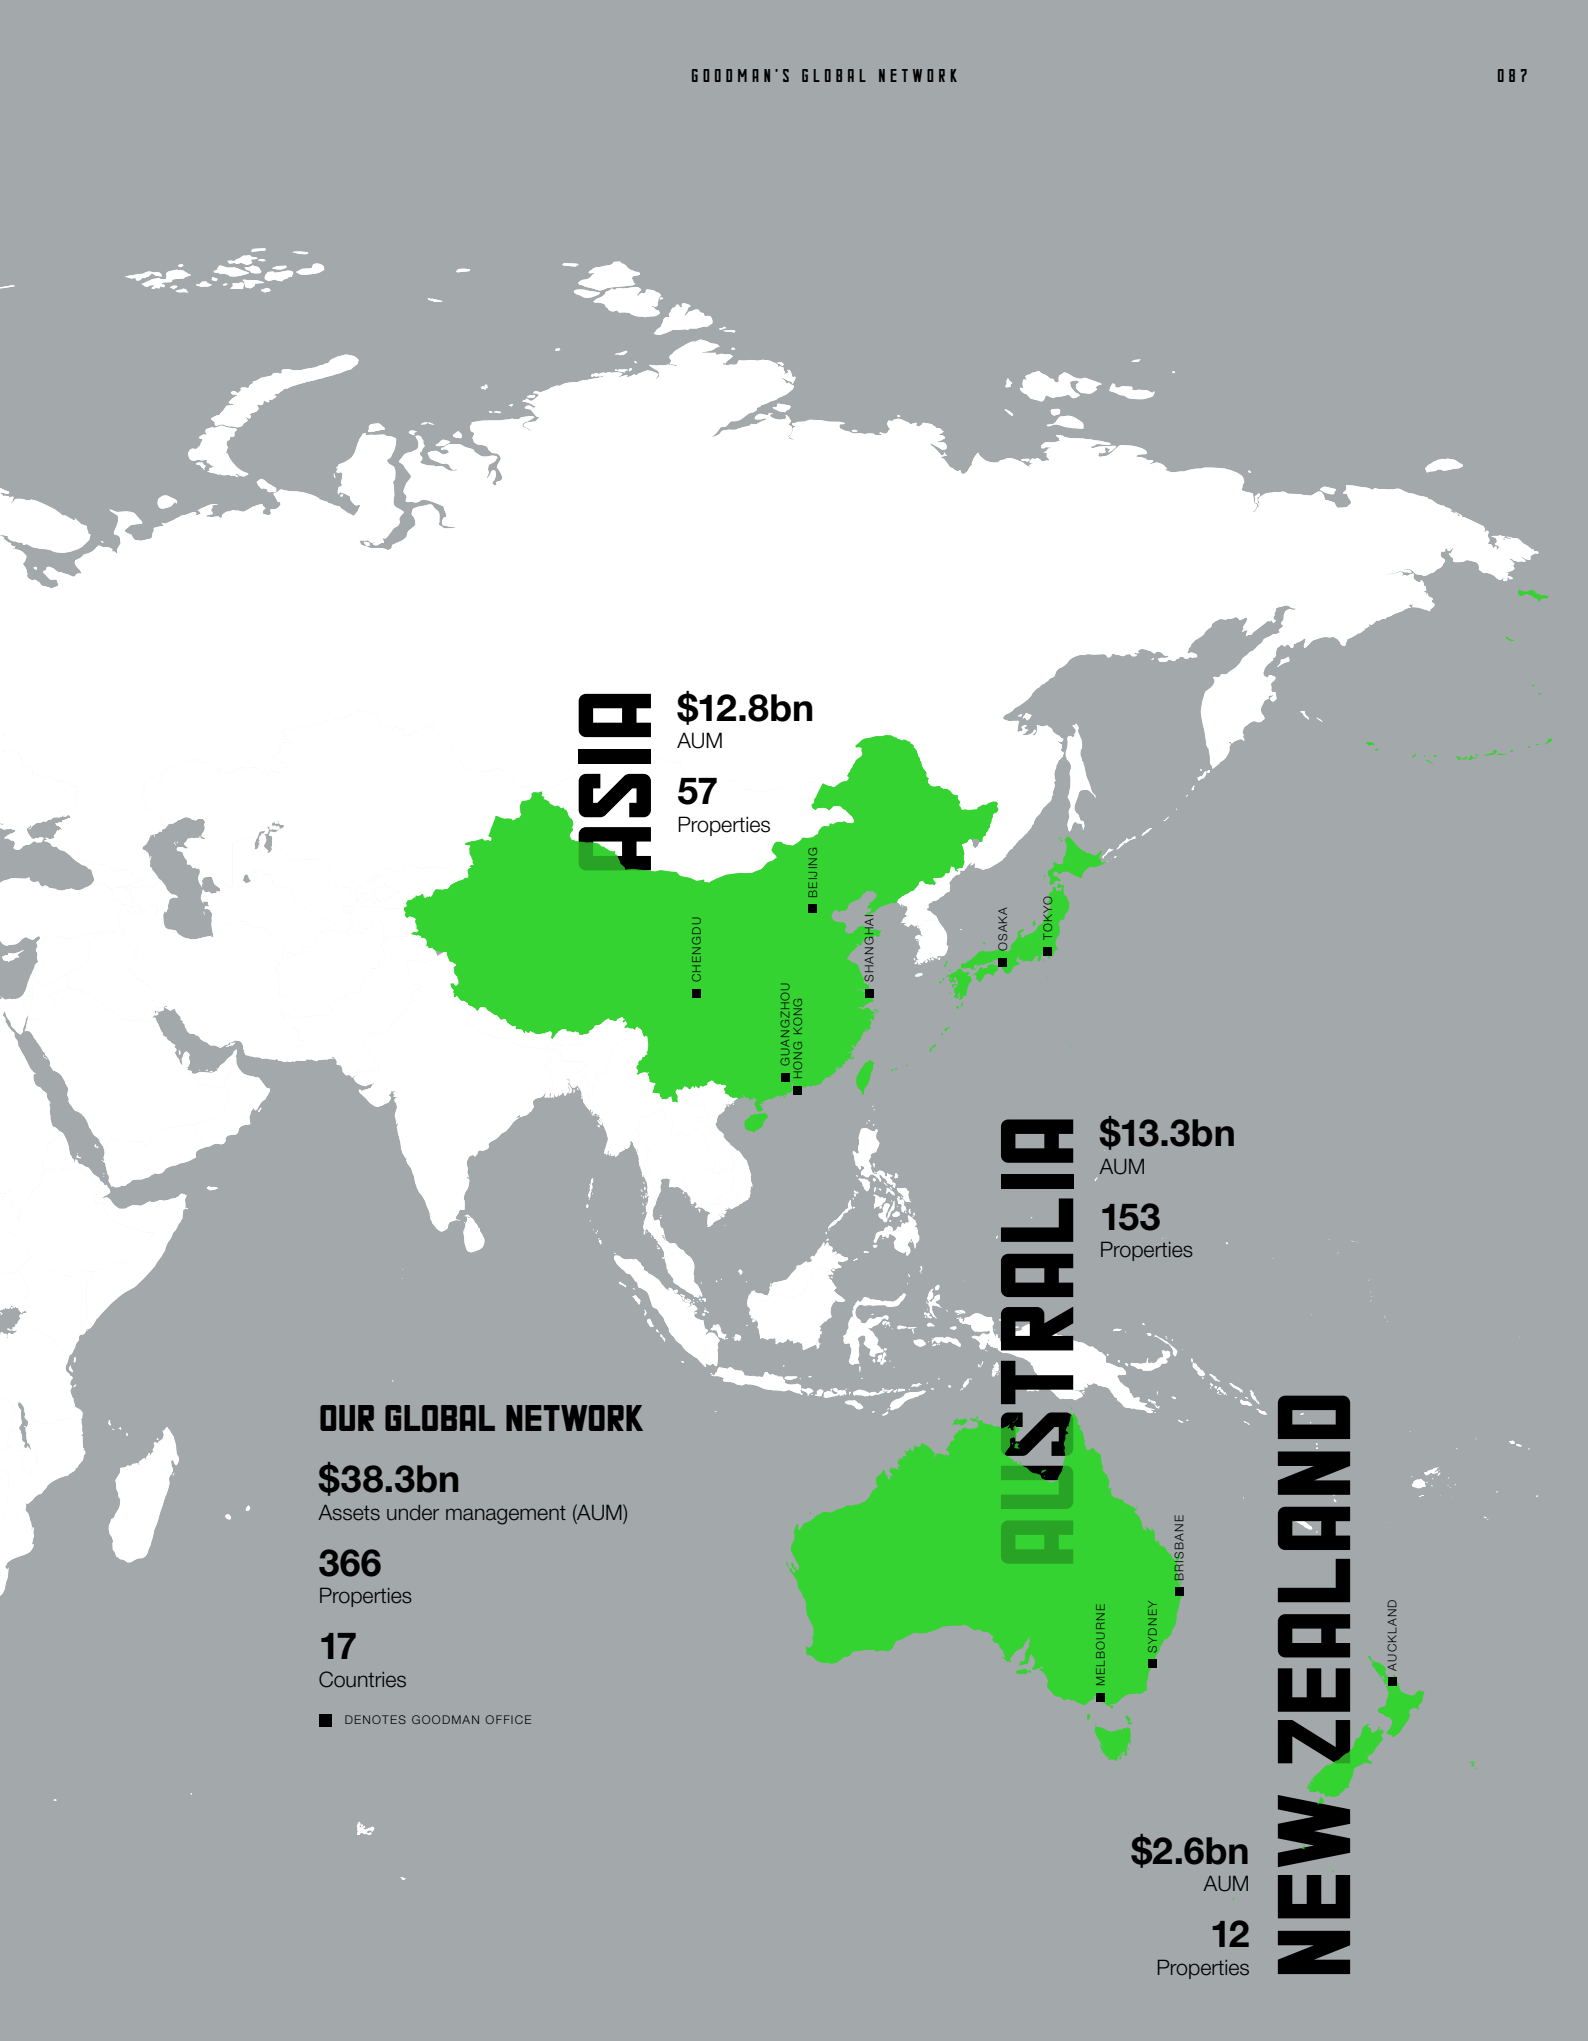 GOODMAN'S GLOBAL NETWORK
087
ASIA
$12.8bn
AUM
57
Properties
BEIJING
CHENGDU
SHANGHAI
OSAKA
TOKYO
GUANGZHOU
HONG KONG
AUSTRALIA
$13.3bn
AUM
153
Properties
BRISBANE
SYDNEY
MELBOURNE
OUR GLOBAL NETWORK
$38.3bn
Assets under management (AUM)
366
Properties
17
Countries
DENOTES GOODMAN OFFICE
NEW ZEALAND
AUCKLAND
$2.6bn
AUM
12
Properties